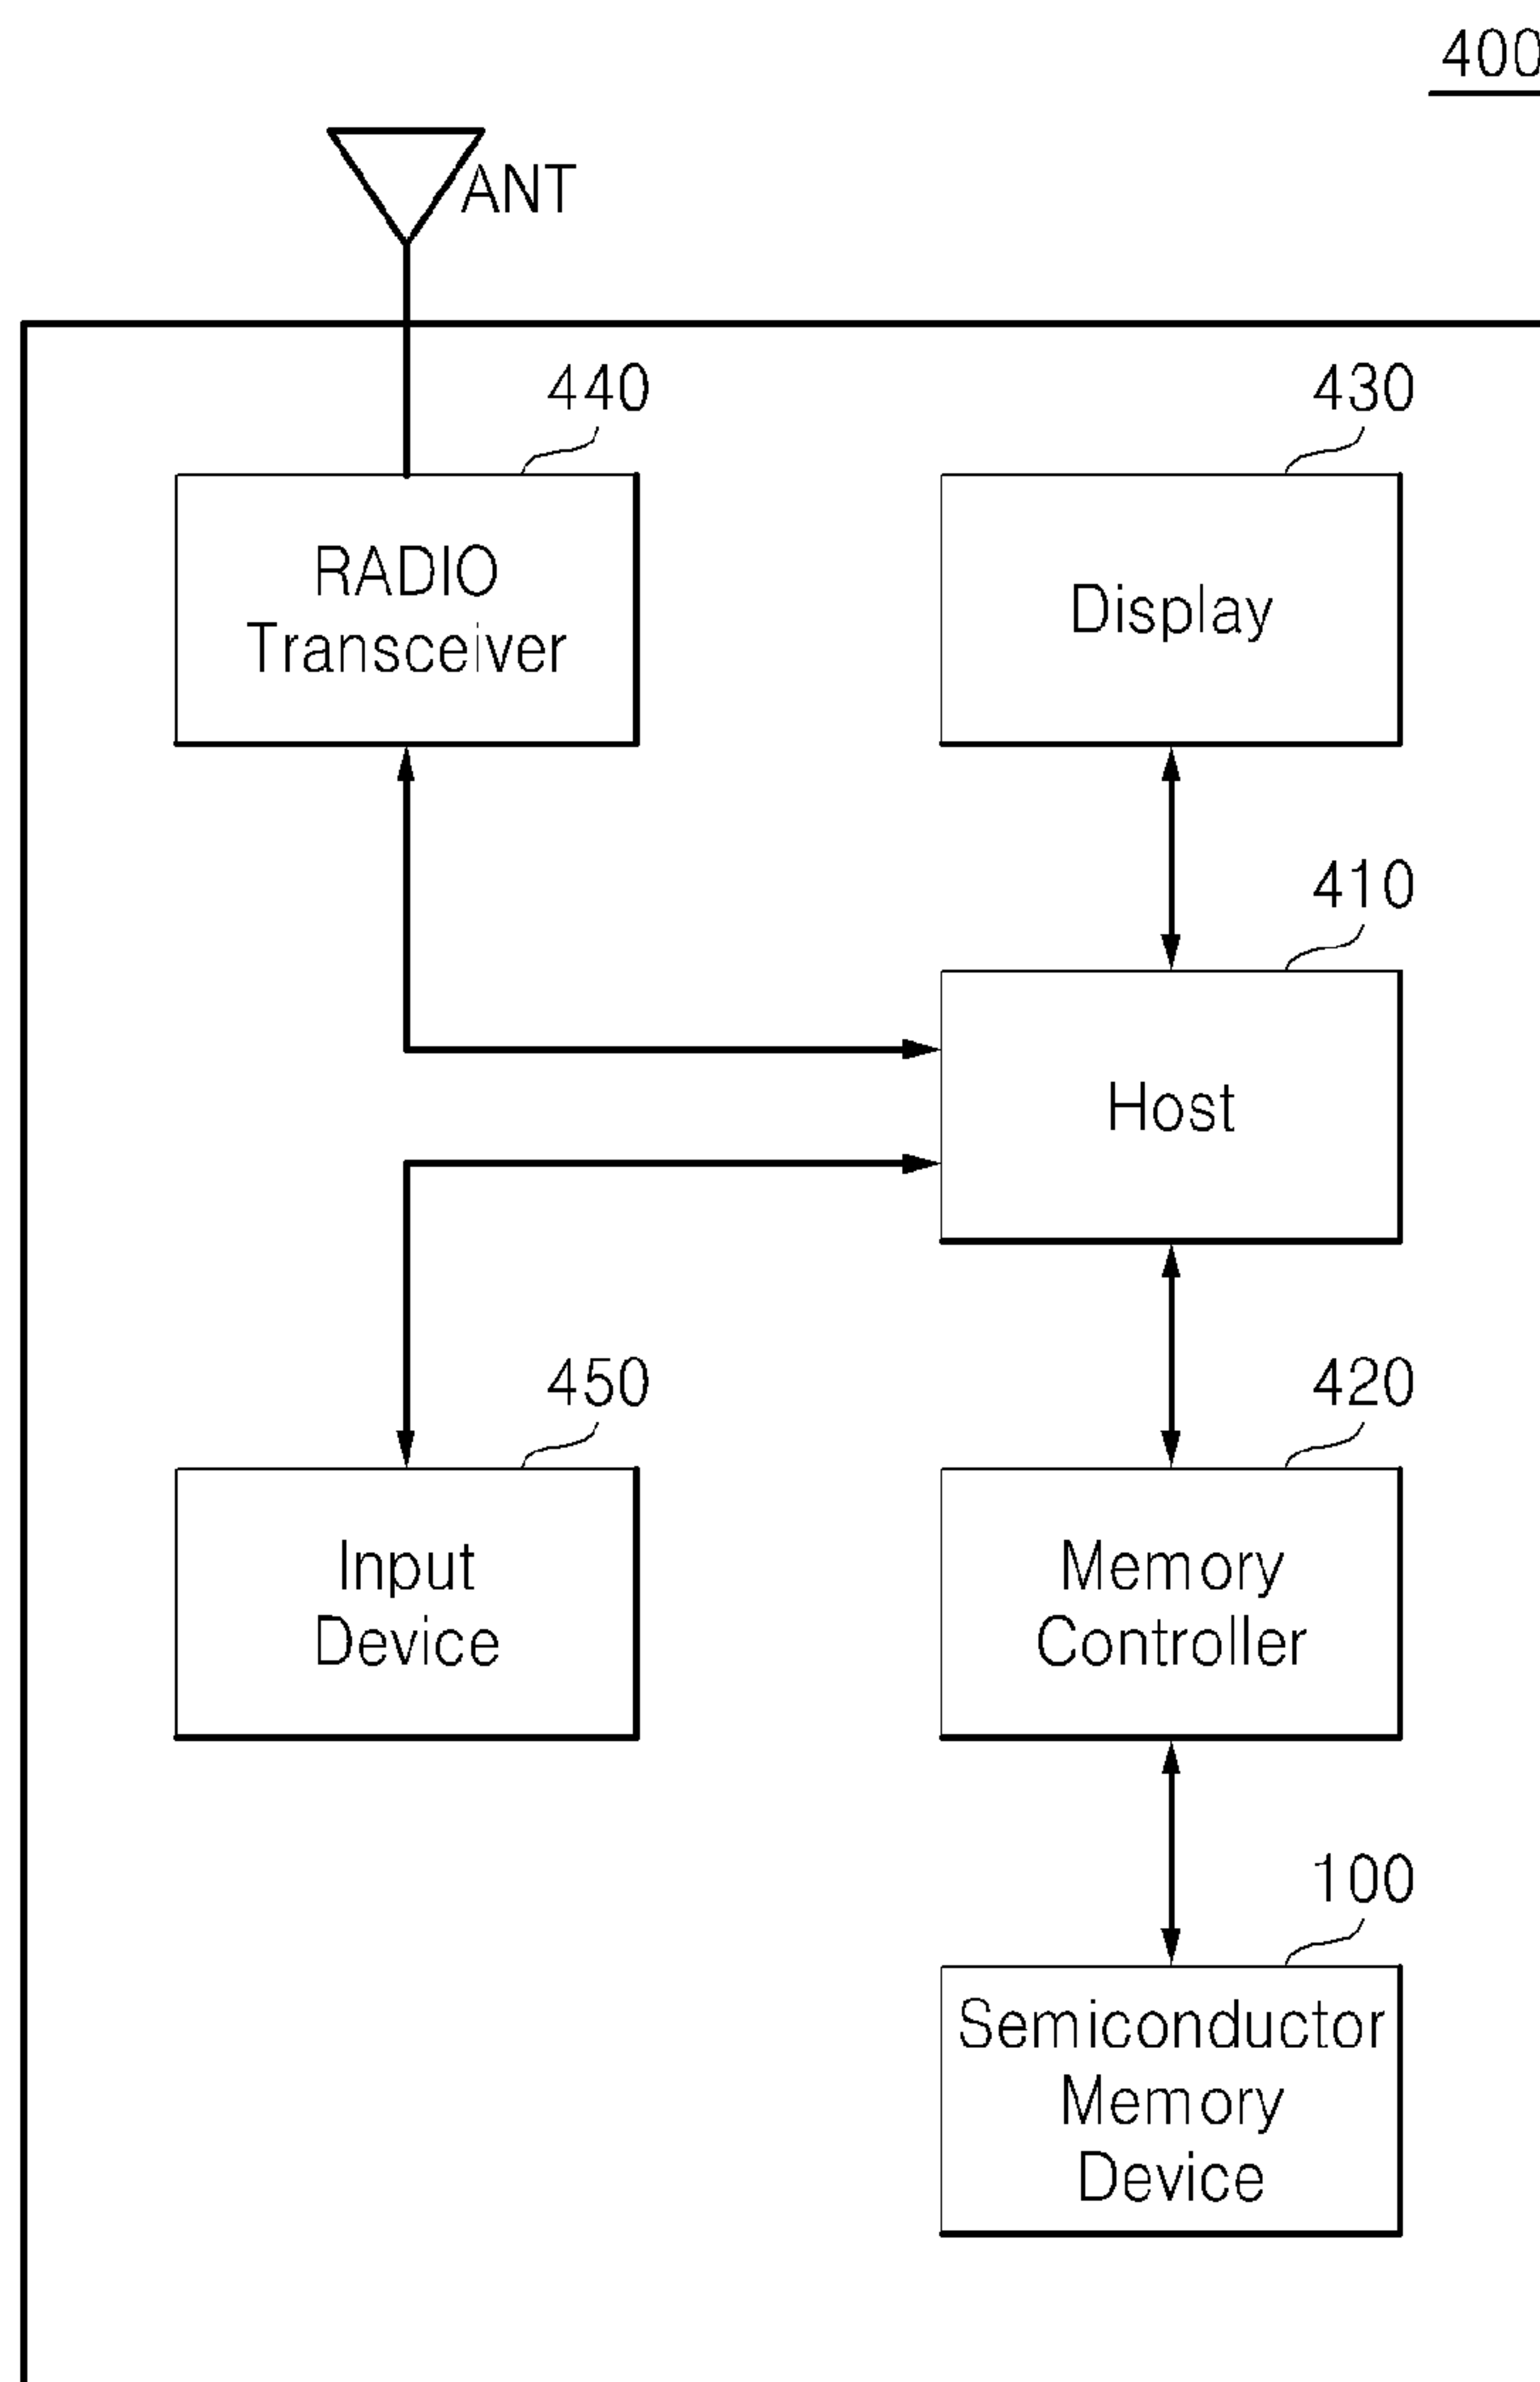 400
ANT
440
430
RADIO
Transceiver
Display
410
Host
450
420
Input
Device
Memory
Controller
100
Semiconductor
Memory
Device